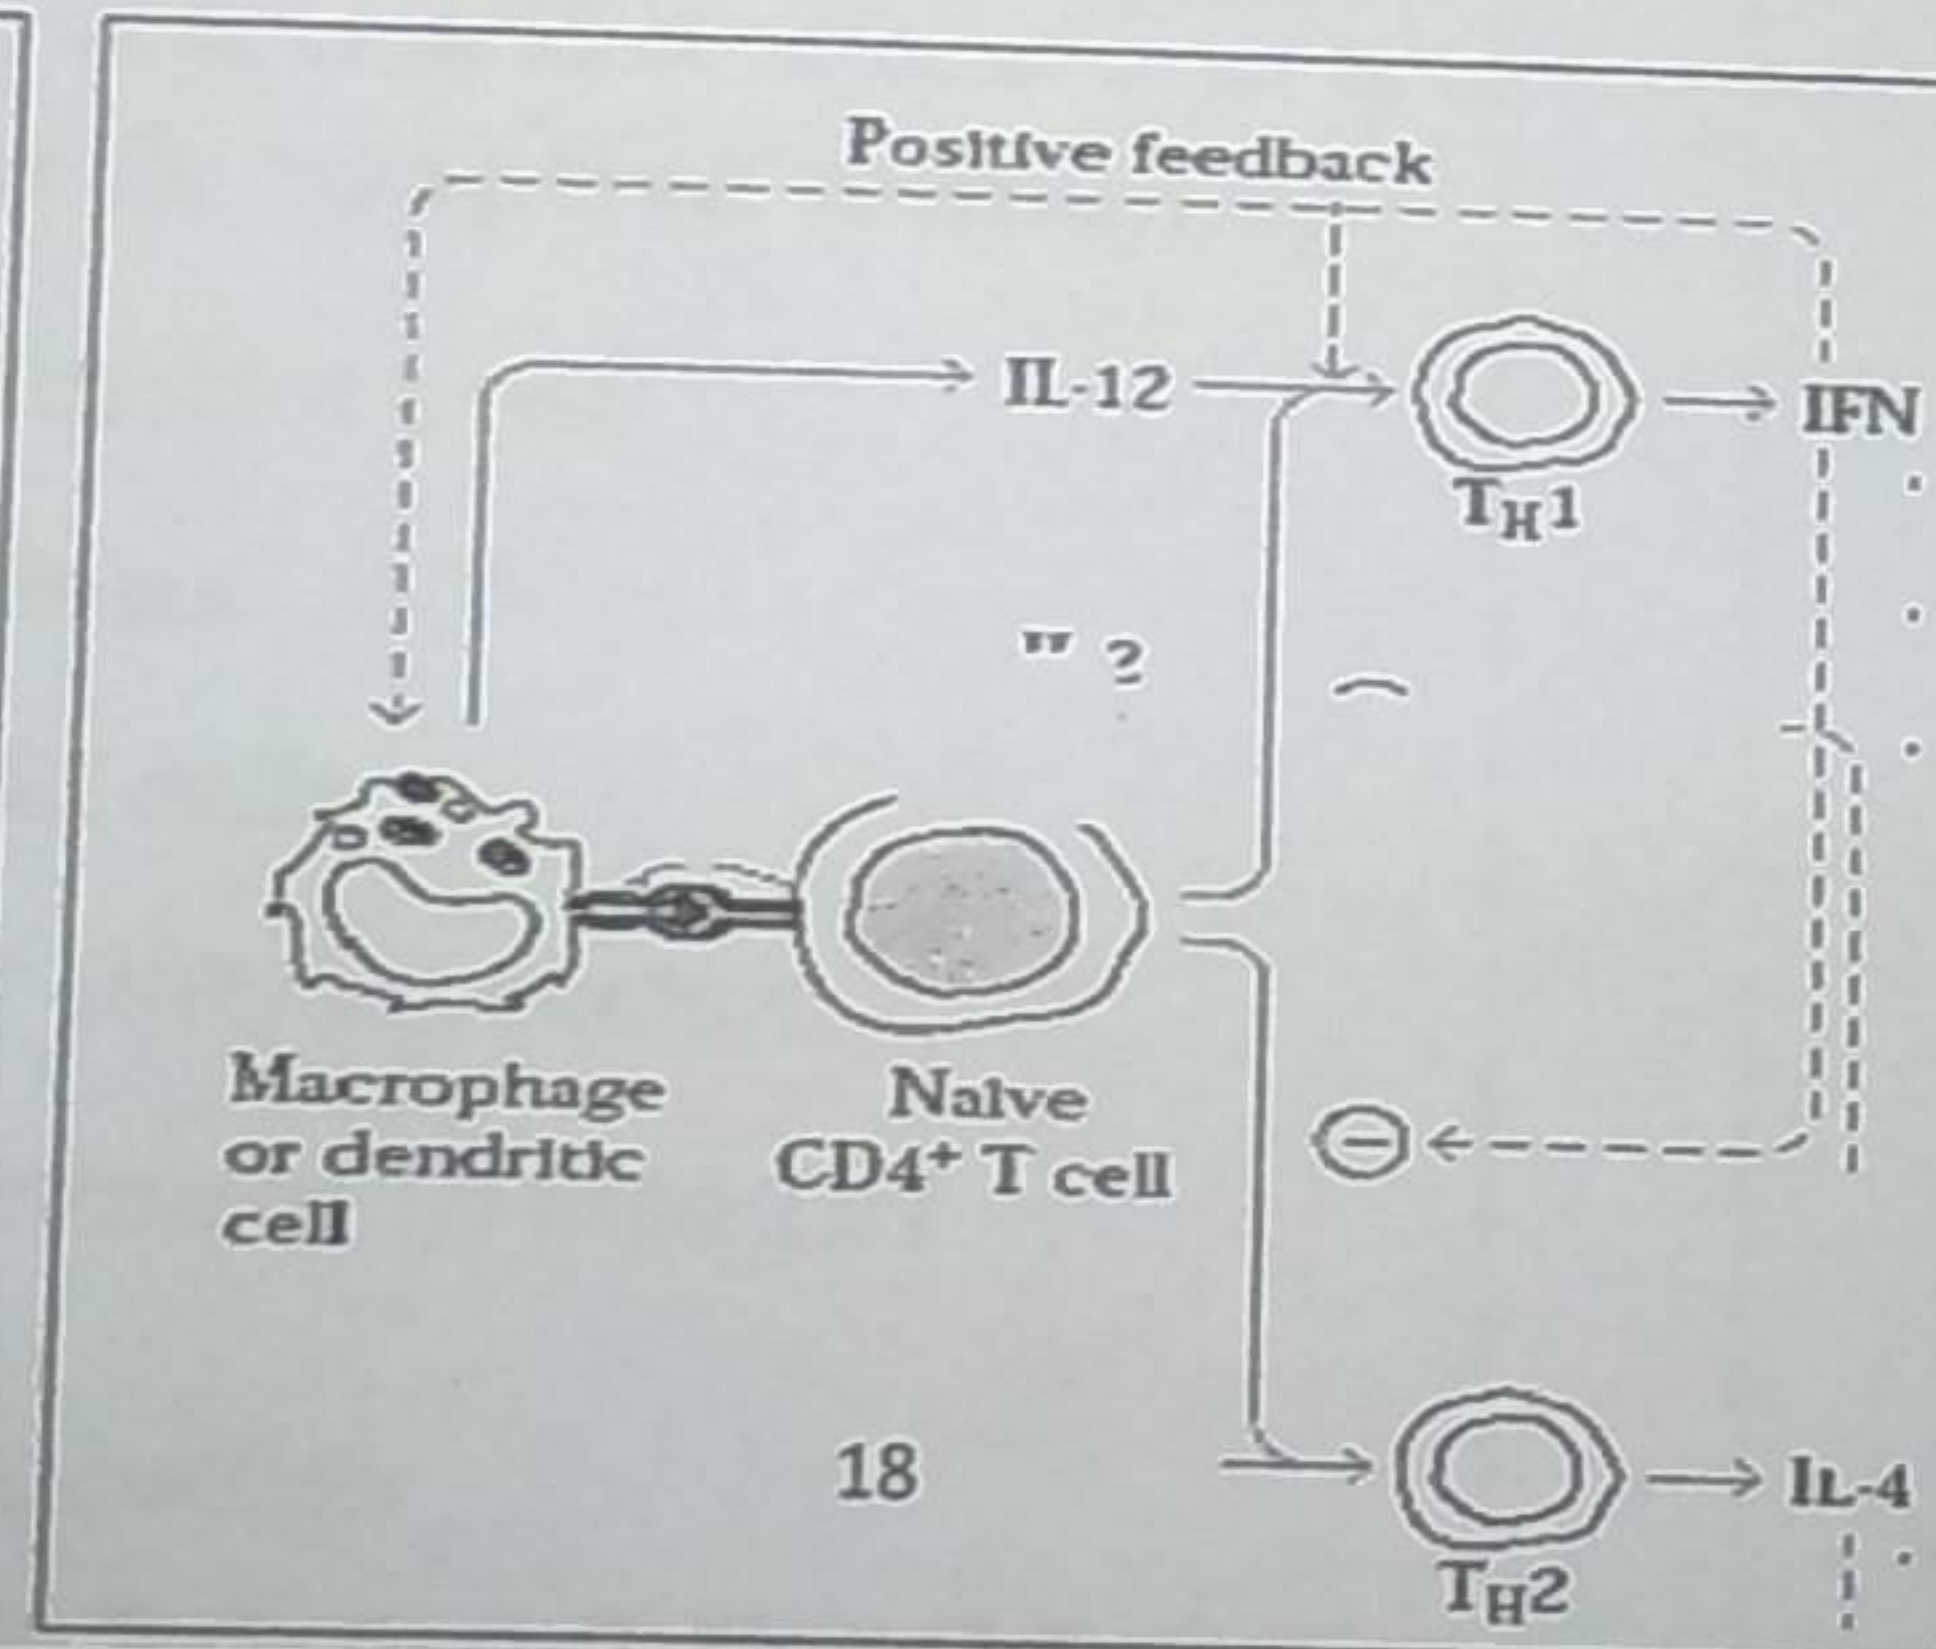 Positive feedback
IL-12
IFN
TH1
" ?
Macrophage
or dendritic
cell
Naive
CD4+ T cell
18
IL-4
TH2